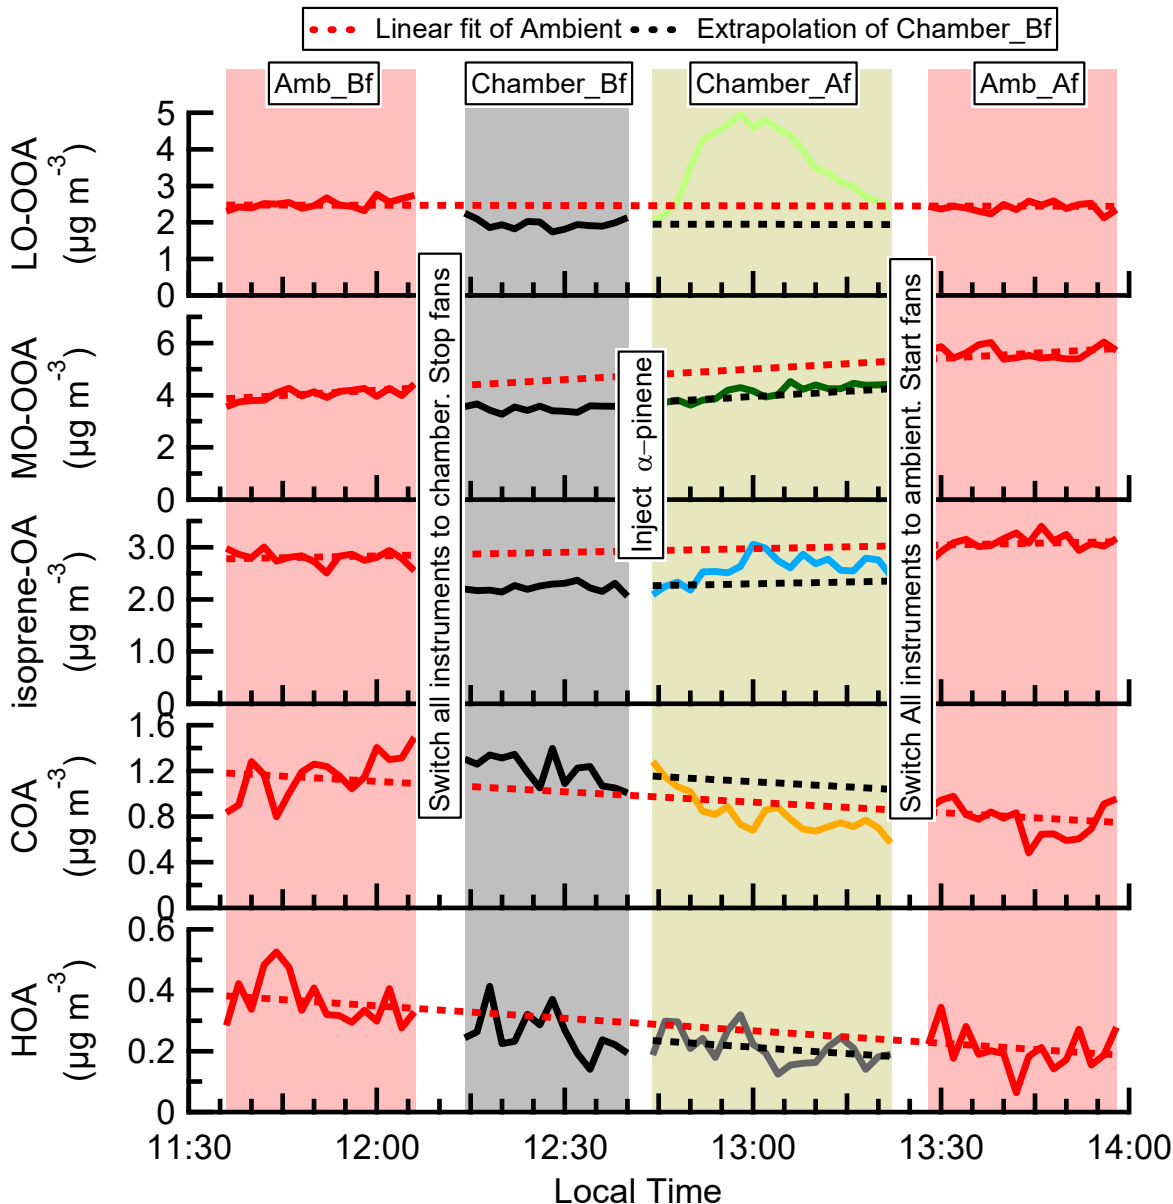 Linear fit of Ambient
Extrapolation of Chamber_Bf
Amb_Bf
Chamber_Bf
Chamber_Af
Amb_Af
LO-OOA
(µg m⁻³)
5
4
3
2
1
0
MO-OOA
(µg m⁻³)
6
4
2
0
isoprene-OA
(µg m⁻³)
3.0
2.0
1.0
0
COA
(µg m⁻³)
1.6
1.2
0.8
0.4
0
HOA
(µg m⁻³)
0.6
0.4
0.2
0
Switch all instruments to chamber. Stop fans
Inject α−pinene
Switch All instruments to ambient. Start fans
11:30
12:00
12:30
13:00
13:30
14:00
Local Time